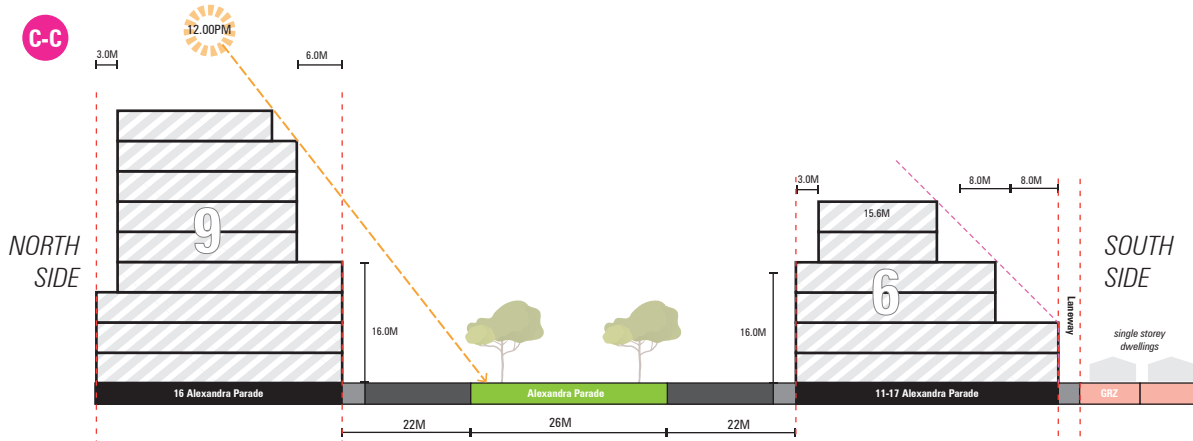 C-C
12.00PM
3.0M
6.0M
9
NORTH
SIDE
16.0M
16 Alexandra Parade
Alexandra Parade
22M
26M
22M
3.0M
8.0M
8.0M
15.6M
6
16.0M
11-17 Alexandra Parade
Laneway
SOUTH
SIDE
single storey
dwellings
GRZ